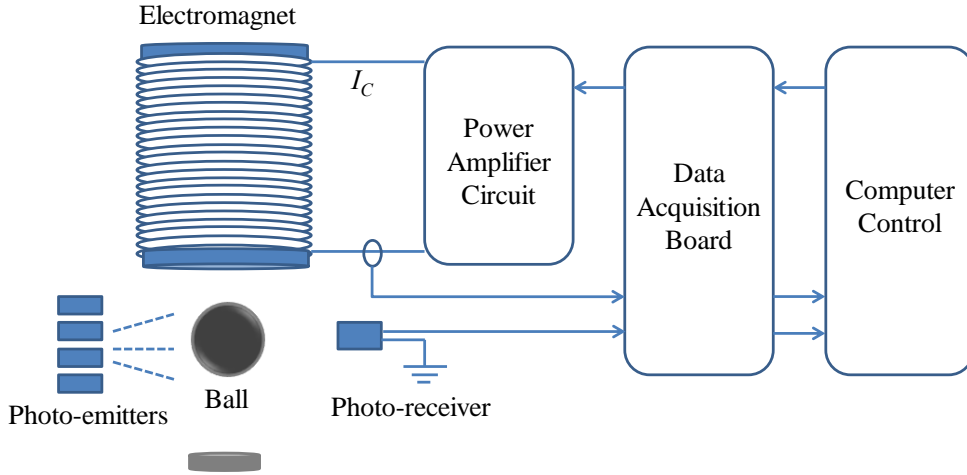 Electromagnet
I_C
Power
Amplifier
Circuit
Data
Acquisition
Board
Computer
Control
Photo-emitters
Ball
Photo-receiver